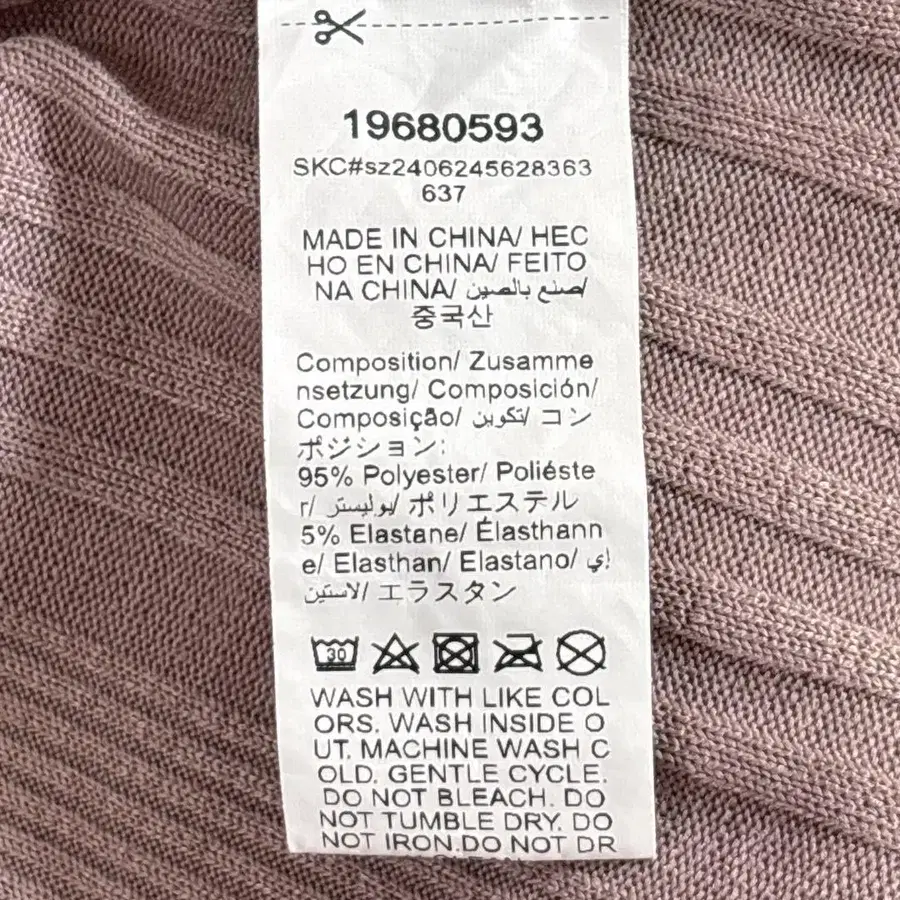 19680593
SKC#sz2406245628363
637
MADE IN CHINA/ HEC
HO EN CHINA/ FEITO
NA CHINA/ صنع بالصين/
중국산
Composition/ Zusamme
nsetzung/ Composición/
Composição/ تكوين/ コン
ポジション:
95% Polyester/ Poliéste
r/ بوليستر/ ポリエステル
5% Elastane/ Élasthann
e/ Elasthan/ Elastano/ إي
لاستين/ エラスタン
30
WASH WITH LIKE COL
ORS. WASH INSIDE O
UT. MACHINE WASH C
OLD. GENTLE CYCLE.
DO NOT BLEACH. DO
NOT TUMBLE DRY. DO
NOT IRON.DO NOT DR